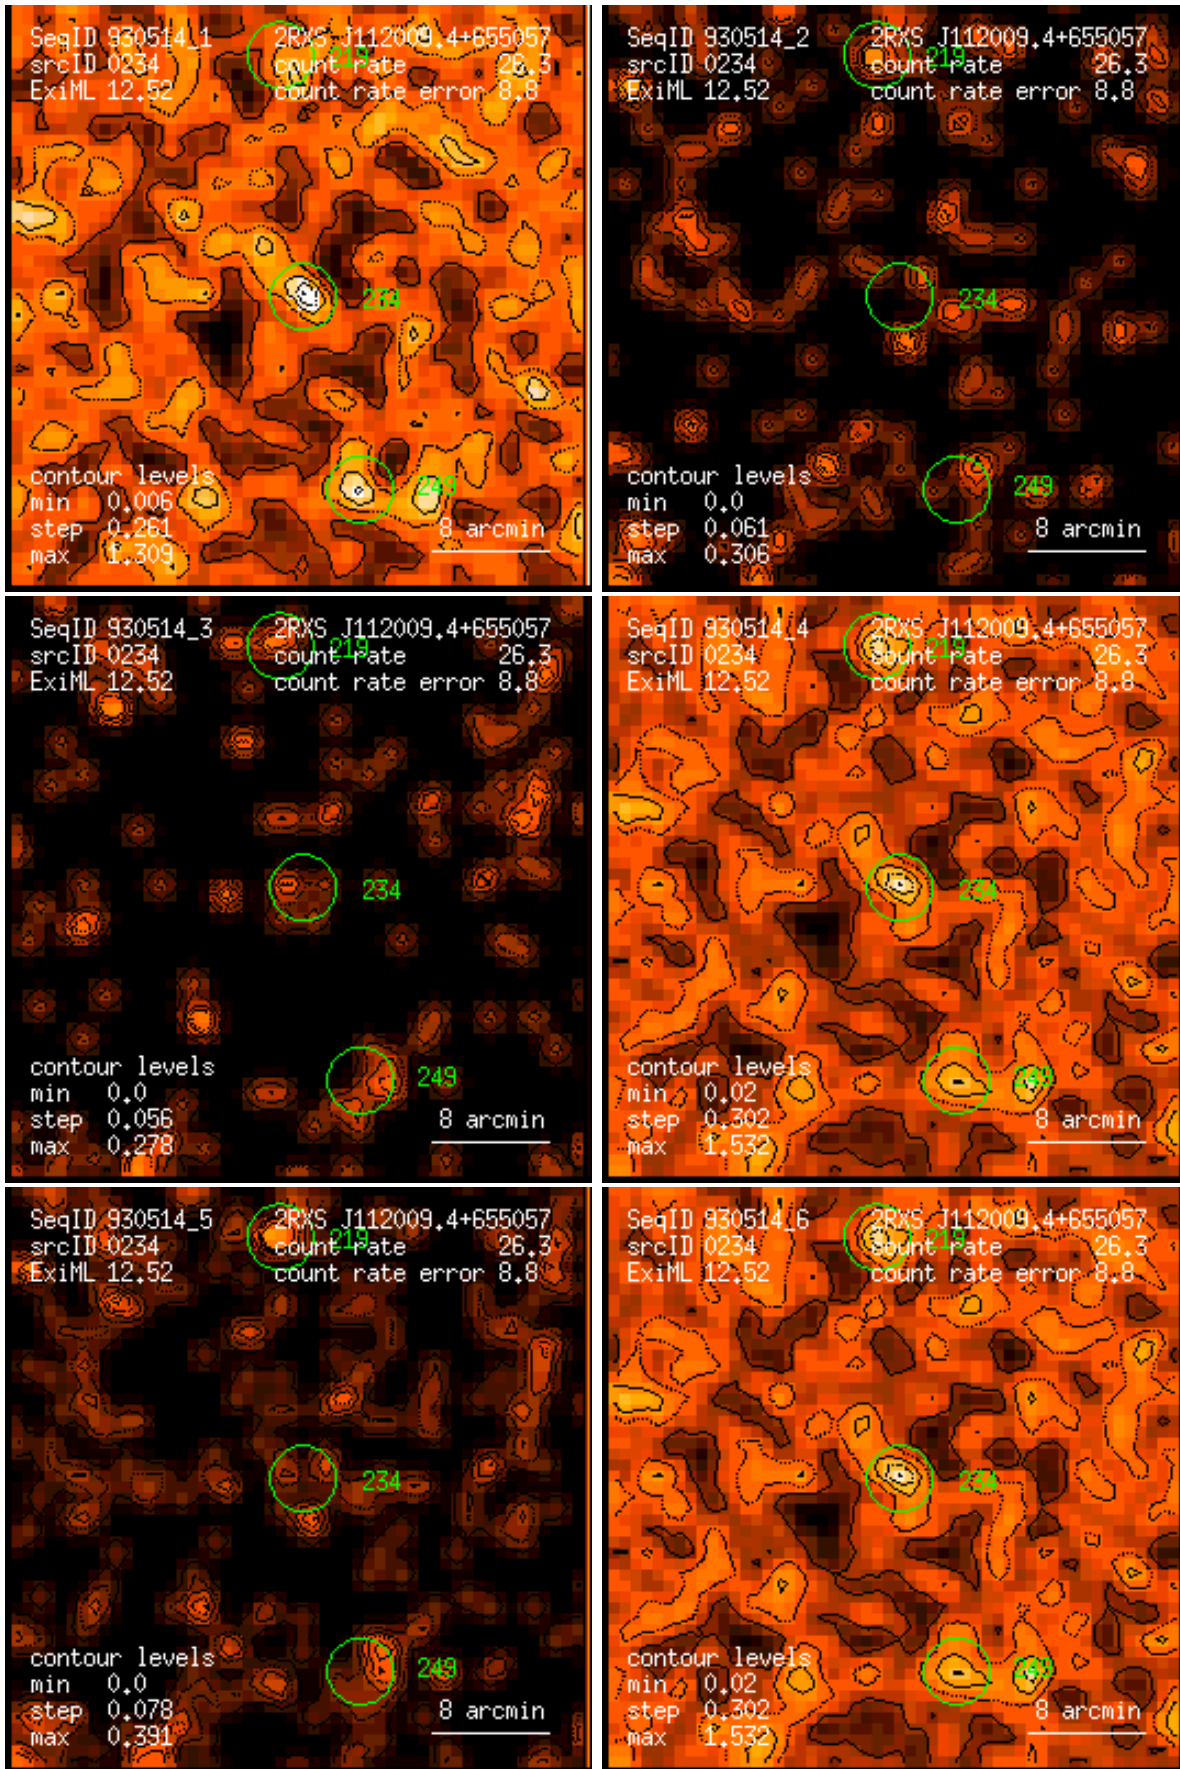 SeqID 930514_1 2RXS J112009.4+655057
srcID 0234 count rate 26.3
219
ExiML 12.52 count rate error 8.8
234
contour levels
min 0.006
249
step 0.261 8 arcmin
max 1.309
SeqID 930514_2 2RXS J112009.4+655057
srcID 0234 count rate 26.3
219
ExiML 12.52 count rate error 8.8
234
contour levels
min 0.0
249
step 0.061 8 arcmin
max 0.306
SeqID 930514_3 2RXS J112009.4+655057
srcID 0234 count rate 26.3
219
ExiML 12.52 count rate error 8.8
234
contour levels
min 0.0
249
step 0.056 8 arcmin
max 0.278
SeqID 930514_4 2RXS J112009.4+655057
srcID 0234 count rate 26.3
219
ExiML 12.52 count rate error 8.8
234
contour levels
min 0.02
249
step 0.302 8 arcmin
max 1.532
SeqID 930514_5 2RXS J112009.4+655057
srcID 0234 count rate 26.3
219
ExiML 12.52 count rate error 8.8
234
contour levels
min 0.0
249
step 0.078 8 arcmin
max 0.391
SeqID 930514_6 2RXS J112009.4+655057
srcID 0234 count rate 26.3
219
ExiML 12.52 count rate error 8.8
234
contour levels
min 0.02
249
step 0.302 8 arcmin
max 1.532